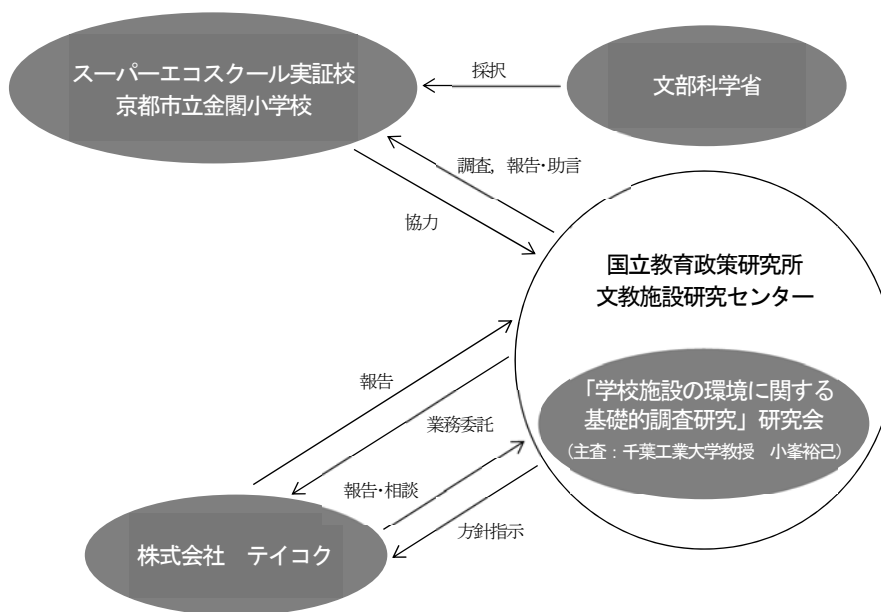 スーパーエコスクール実証校
京都市立金閣小学校
採択
文部科学省
調査，報告・助言
協力
国立教育政策研究所
文教施設研究センター
「学校施設の環境に関する
基礎的調査研究」研究会
（主査：千葉工業大学教授　小峯裕己）
報告
業務委託
報告・相談
方針指示
株式会社　テイコク